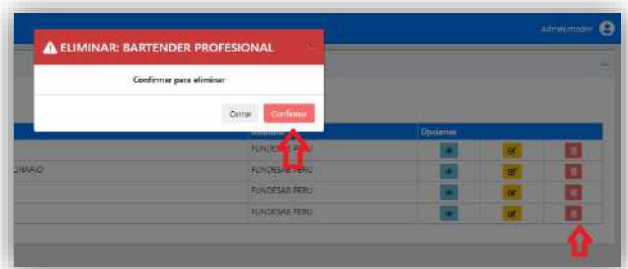 Administrador
ELIMINAR: BARTENDER PROFESIONAL
Confirmar para eliminar
Cerrar Confirmar
Opciones
FUNDESAB PERU
FUNDESAB PERU
FUNDESAB PERU
FUNDESAB PERU